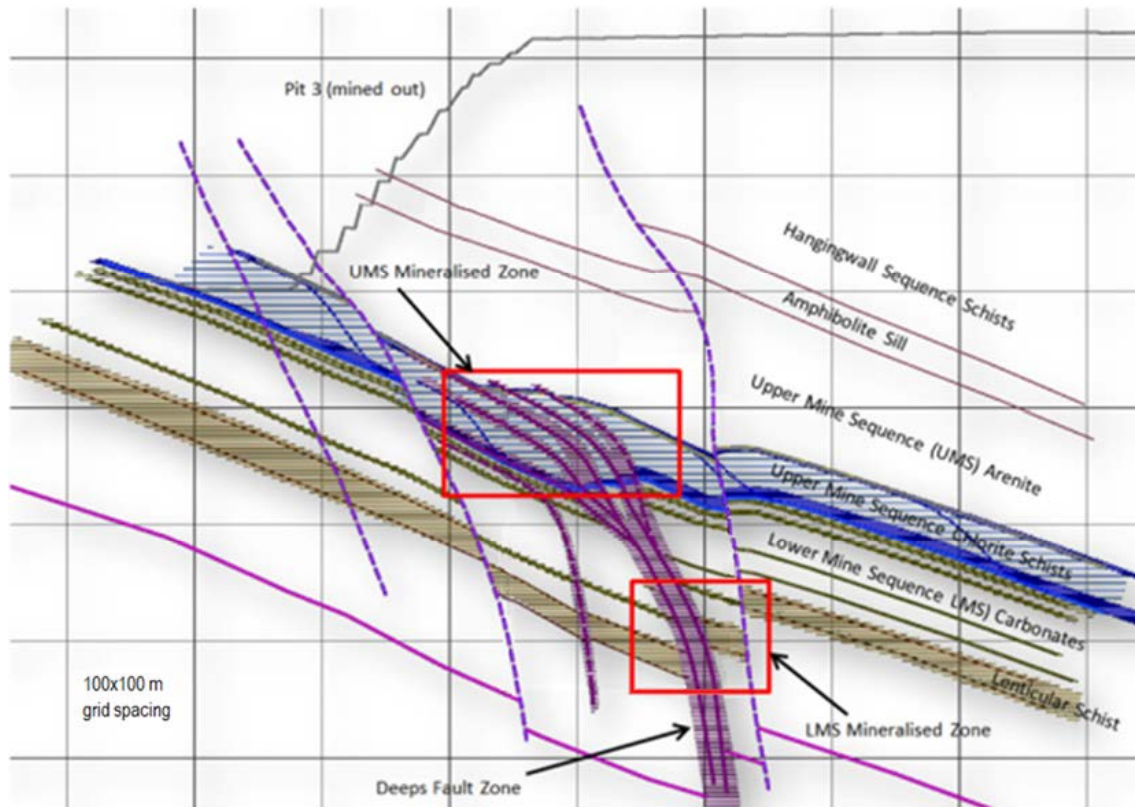 Pit 3 (mined out)
UMS Mineralised Zone
Hangingwall Sequence Schists
Amphibolite Sill
Upper Mine Sequence (UMS) Arenite
Upper Mine Sequence Chlorite Schists
Lower Mine Sequence LMS) Carbonates
Lenticular Schist
100x100 m
grid spacing
LMS Mineralised Zone
Deeps Fault Zone